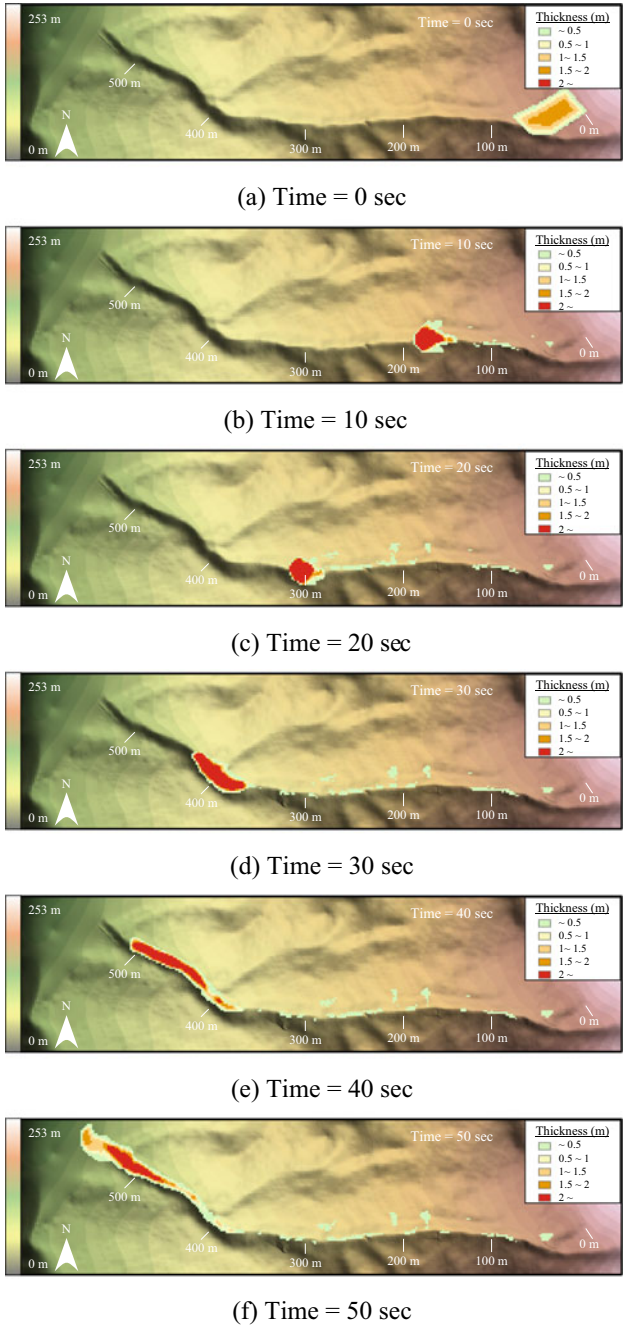 253 m
Time = 0 sec
Thickness (m)
~ 0.5
0.5 ~ 1
1~ 1.5
1.5 ~ 2
2 ~
500 m
N
400 m
300 m
200 m
100 m
0 m
0 m
(a) Time = 0 sec
253 m
Time = 10 sec
Thickness (m)
~ 0.5
0.5 ~ 1
1~ 1.5
1.5 ~ 2
2 ~
500 m
N
400 m
300 m
200 m
100 m
0 m
0 m
(b) Time = 10 sec
253 m
Time = 20 sec
Thickness (m)
~ 0.5
0.5 ~ 1
1~ 1.5
1.5 ~ 2
2 ~
500 m
N
400 m
300 m
200 m
100 m
0 m
0 m
(c) Time = 20 sec
253 m
Time = 30 sec
Thickness (m)
~ 0.5
0.5 ~ 1
1~ 1.5
1.5 ~ 2
2 ~
500 m
N
400 m
300 m
200 m
100 m
0 m
0 m
(d) Time = 30 sec
253 m
Time = 40 sec
Thickness (m)
~ 0.5
0.5 ~ 1
1~ 1.5
1.5 ~ 2
2 ~
500 m
N
400 m
300 m
200 m
100 m
0 m
0 m
(e) Time = 40 sec
253 m
Time = 50 sec
Thickness (m)
~ 0.5
0.5 ~ 1
1~ 1.5
1.5 ~ 2
2 ~
500 m
N
400 m
300 m
200 m
100 m
0 m
0 m
(f) Time = 50 sec